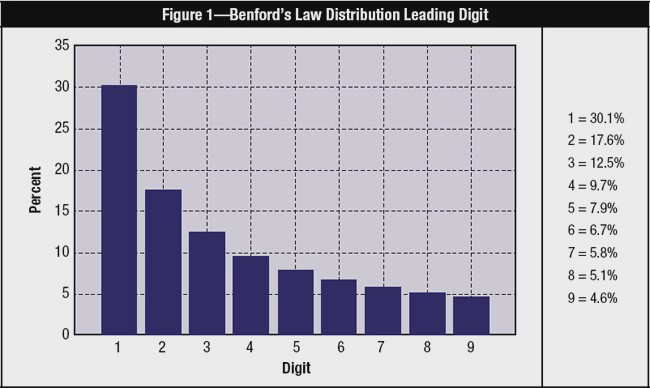 Figure 1—Benford's Law Distribution Leading Digit
35
30
25
20
15
10
5
0
Percent
1 2 3 4 5 6 7 8 9
Digit
1 = 30.1%
2 = 17.6%
3 = 12.5%
4 = 9.7%
5 = 7.9%
6 = 6.7%
7 = 5.8%
8 = 5.1%
9 = 4.6%